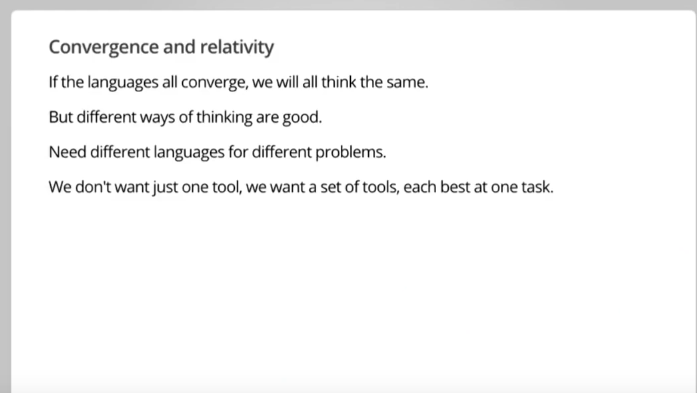 Convergence and relativity
If the languages all converge, we will all think the same.
But different ways of thinking are good.
Need different languages for different problems.
We don't want just one tool, we want a set of tools, each best at one task.